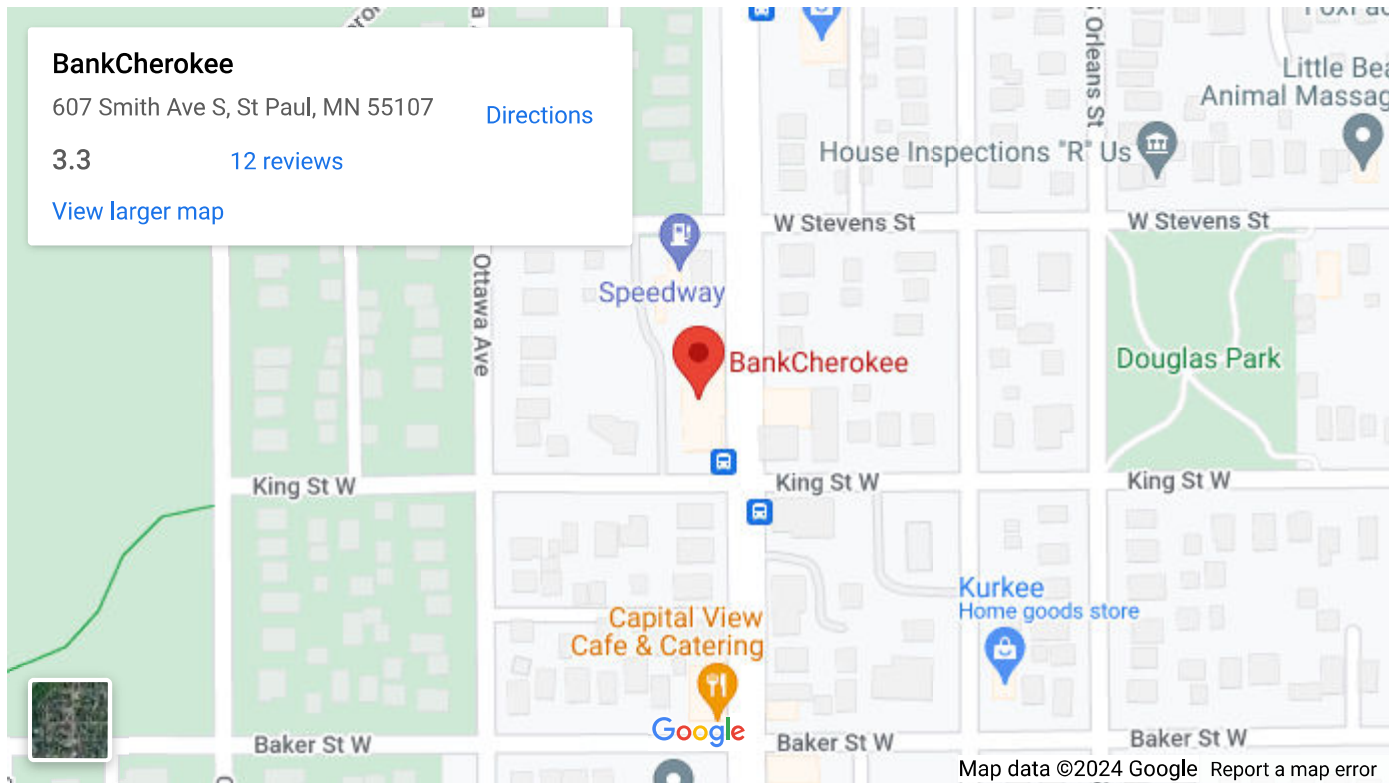 BankCherokee
607 Smith Ave S, St Paul, MN 55107
Directions
3.3
12 reviews
View larger map
Orleans St
Little Bea
Animal Massag
House Inspections "R" Us
W Stevens St
W Stevens St
Ottawa Ave
Speedway
BankCherokee
Douglas Park
King St W
King St W
King St W
Kurkee
Home goods store
Capital View
Cafe & Catering
Google
Baker St W
Baker St W
Baker St W
Map data ©2024 Google
Report a map error